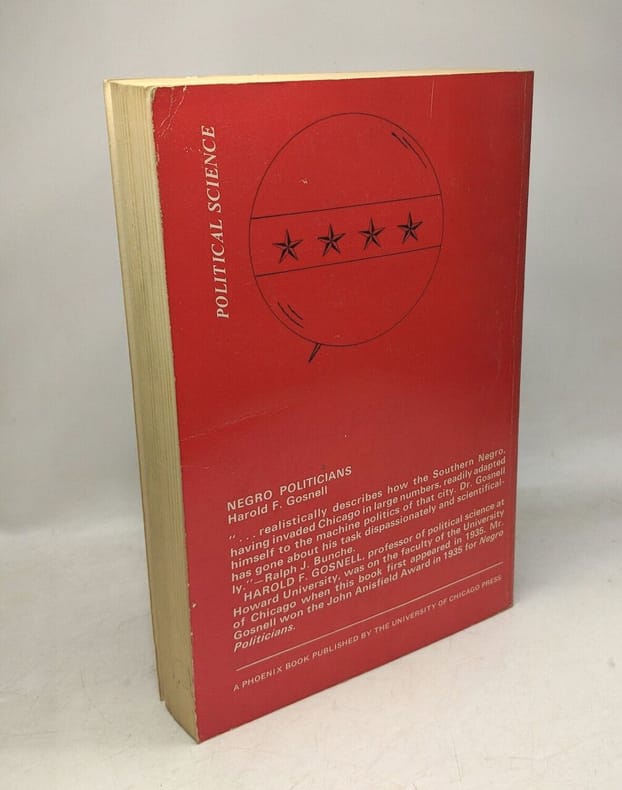 POLITICAL SCIENCE
NEGRO POLITICIANS
Harold F. Gosnell
". . . realistically describes how the Southern Negro,
having invaded Chicago in large numbers, readily adapted
himself to the machine politics of that city. Dr. Gosnell
has gone about his task dispassionately and scientifical-
ly."—Ralph J. Bunche.
HAROLD F. GOSNELL, professor of political science at
Howard University, was on the faculty of the University
of Chicago when this book first appeared in 1935. Mr.
Gosnell won the John Anisfield Award in 1935 for Negro
Politicians.
A PHOENIX BOOK PUBLISHED BY THE UNIVERSITY OF CHICAGO PRESS